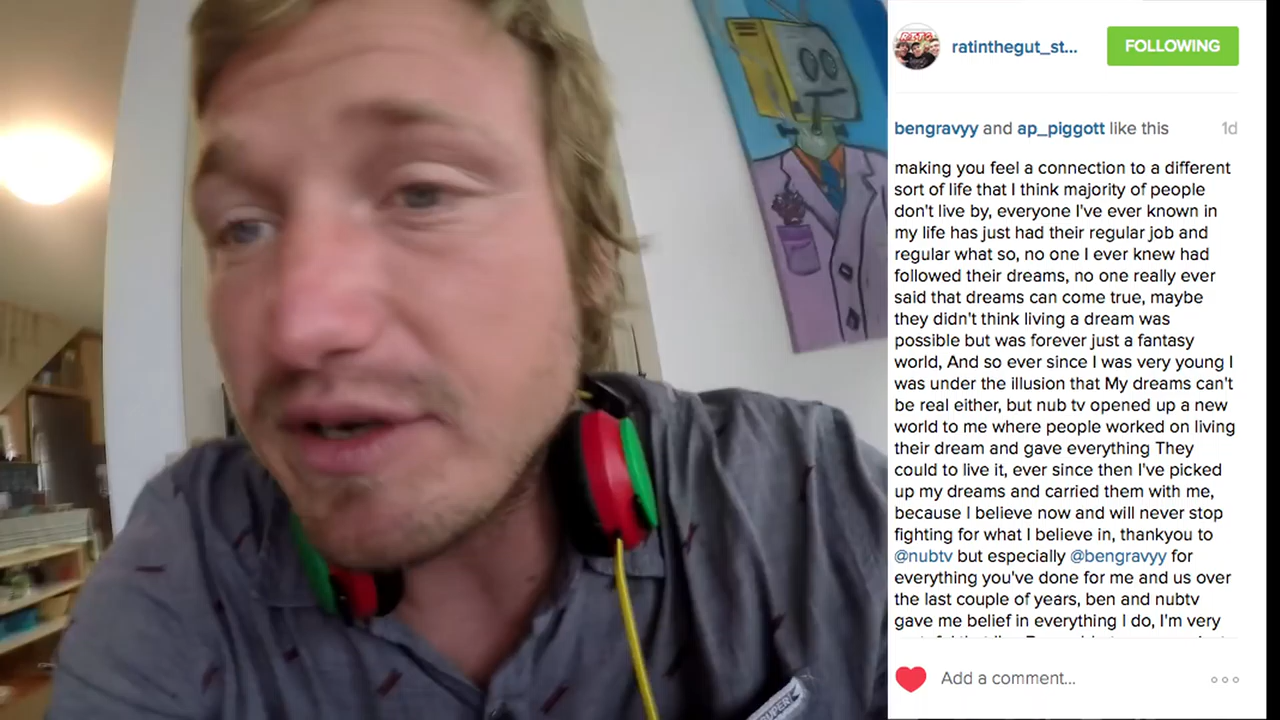 ratinthegut_st...
FOLLOWING
bengravyy and ap_piggott like this 1d
making you feel a connection to a different
sort of life that I think majority of people
don't live by, everyone I've ever known in
my life has just had their regular job and
regular what so, no one I ever knew had
followed their dreams, no one really ever
said that dreams can come true, maybe
they didn't think living a dream was
possible but was forever just a fantasy
world, And so ever since I was very young I
was under the illusion that My dreams can't
be real either, but nub tv opened up a new
world to me where people worked on living
their dream and gave everything They
could to live it, ever since then I've picked
up my dreams and carried them with me,
because I believe now and will never stop
fighting for what I believe in, thankyou to
@nubtv but especially @bengravyy for
everything you've done for me and us over
the last couple of years, ben and nubtv
gave me belief in everything I do, I'm very
Add a comment...